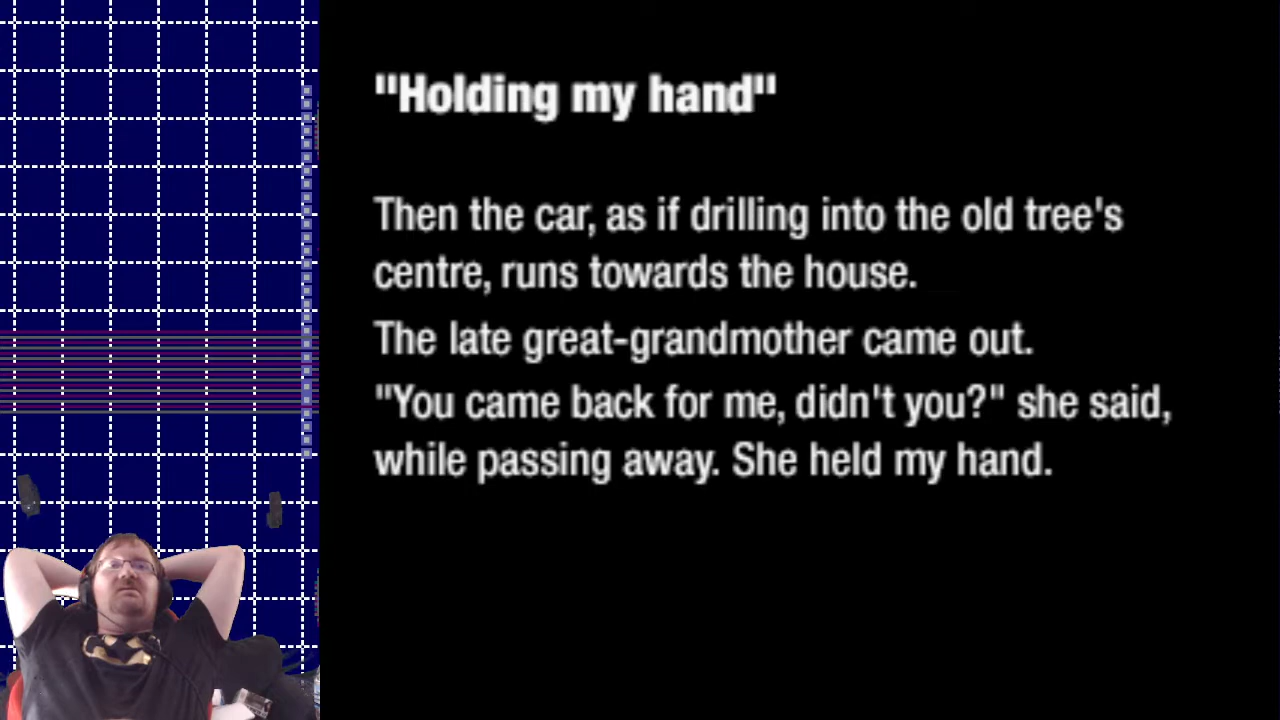 "Holding my hand"
Then the car, as if drilling into the old tree's
centre, runs towards the house.
The late great-grandmother came out.
"You came back for me, didn't you?" she said,
while passing away. She held my hand.